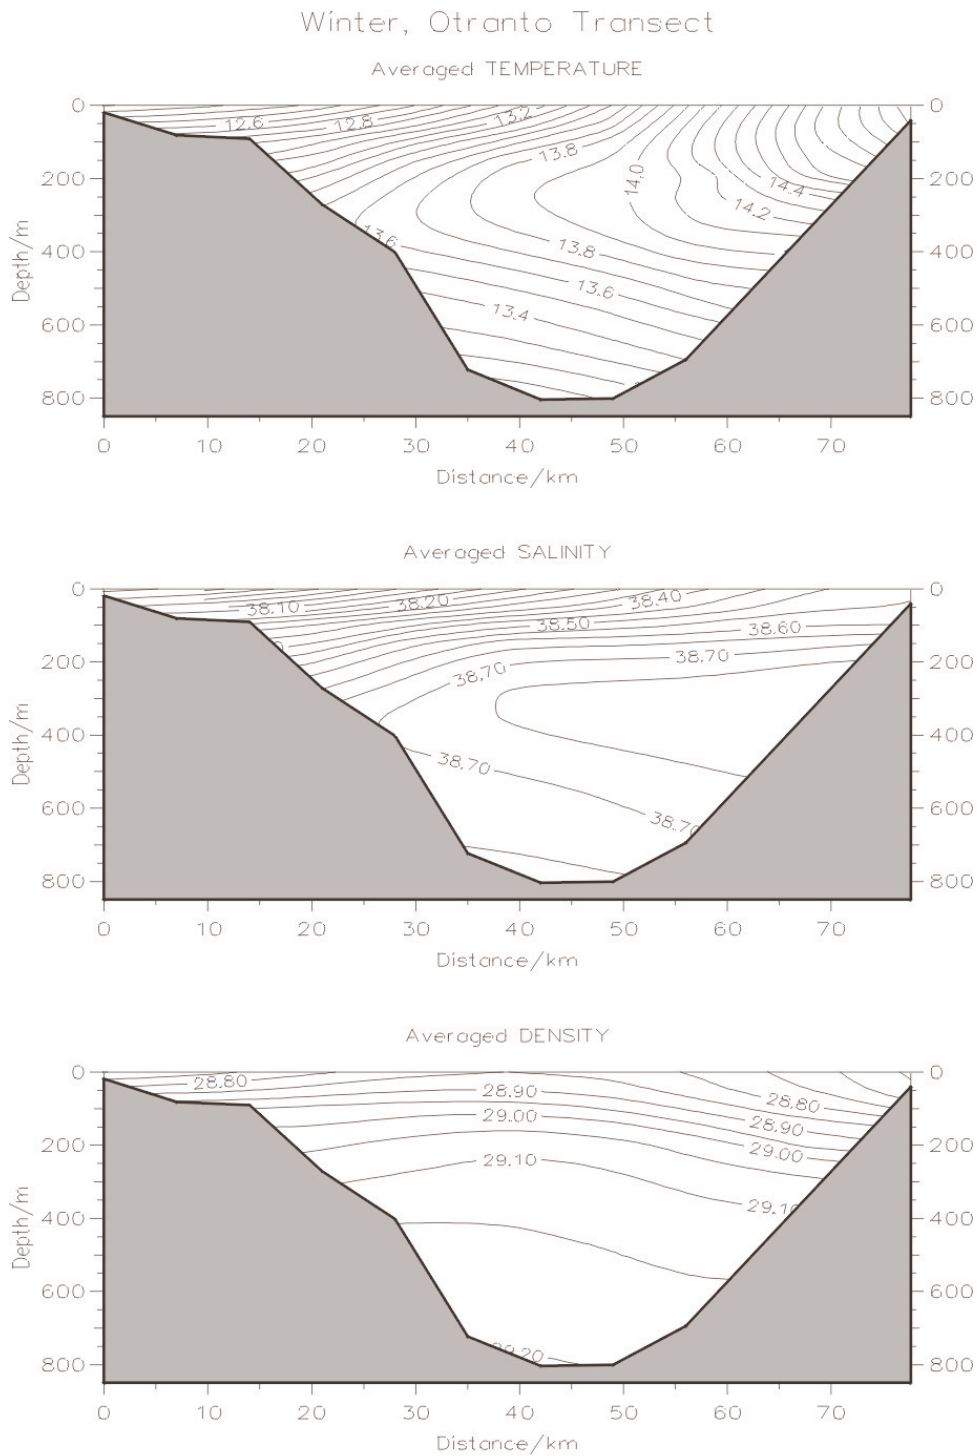 Winter, Otranto Transect
Averaged TEMPERATURE
0 0
12.6 12.8 13.2
13.8
14.0
200 14.4 200
14.2
13.6 13.8
400 400
13.6
13.4
600 600
800 800
Depth/m
0 10 20 30 40 50 60 70
Distance/km
Averaged SALINITY
0 0
38.10 38.20 38.40
38.50 38.60
200 38.70 38.70 200
400 400
38.70
600 600
38.70
800 800
Depth/m
0 10 20 30 40 50 60 70
Distance/km
Averaged DENSITY
0 0
28.80 28.90 28.80
29.00 28.90
200 29.10 29.00 200
29.10
400 400
600 600
29.20
800 800
Depth/m
0 10 20 30 40 50 60 70
Distance/km